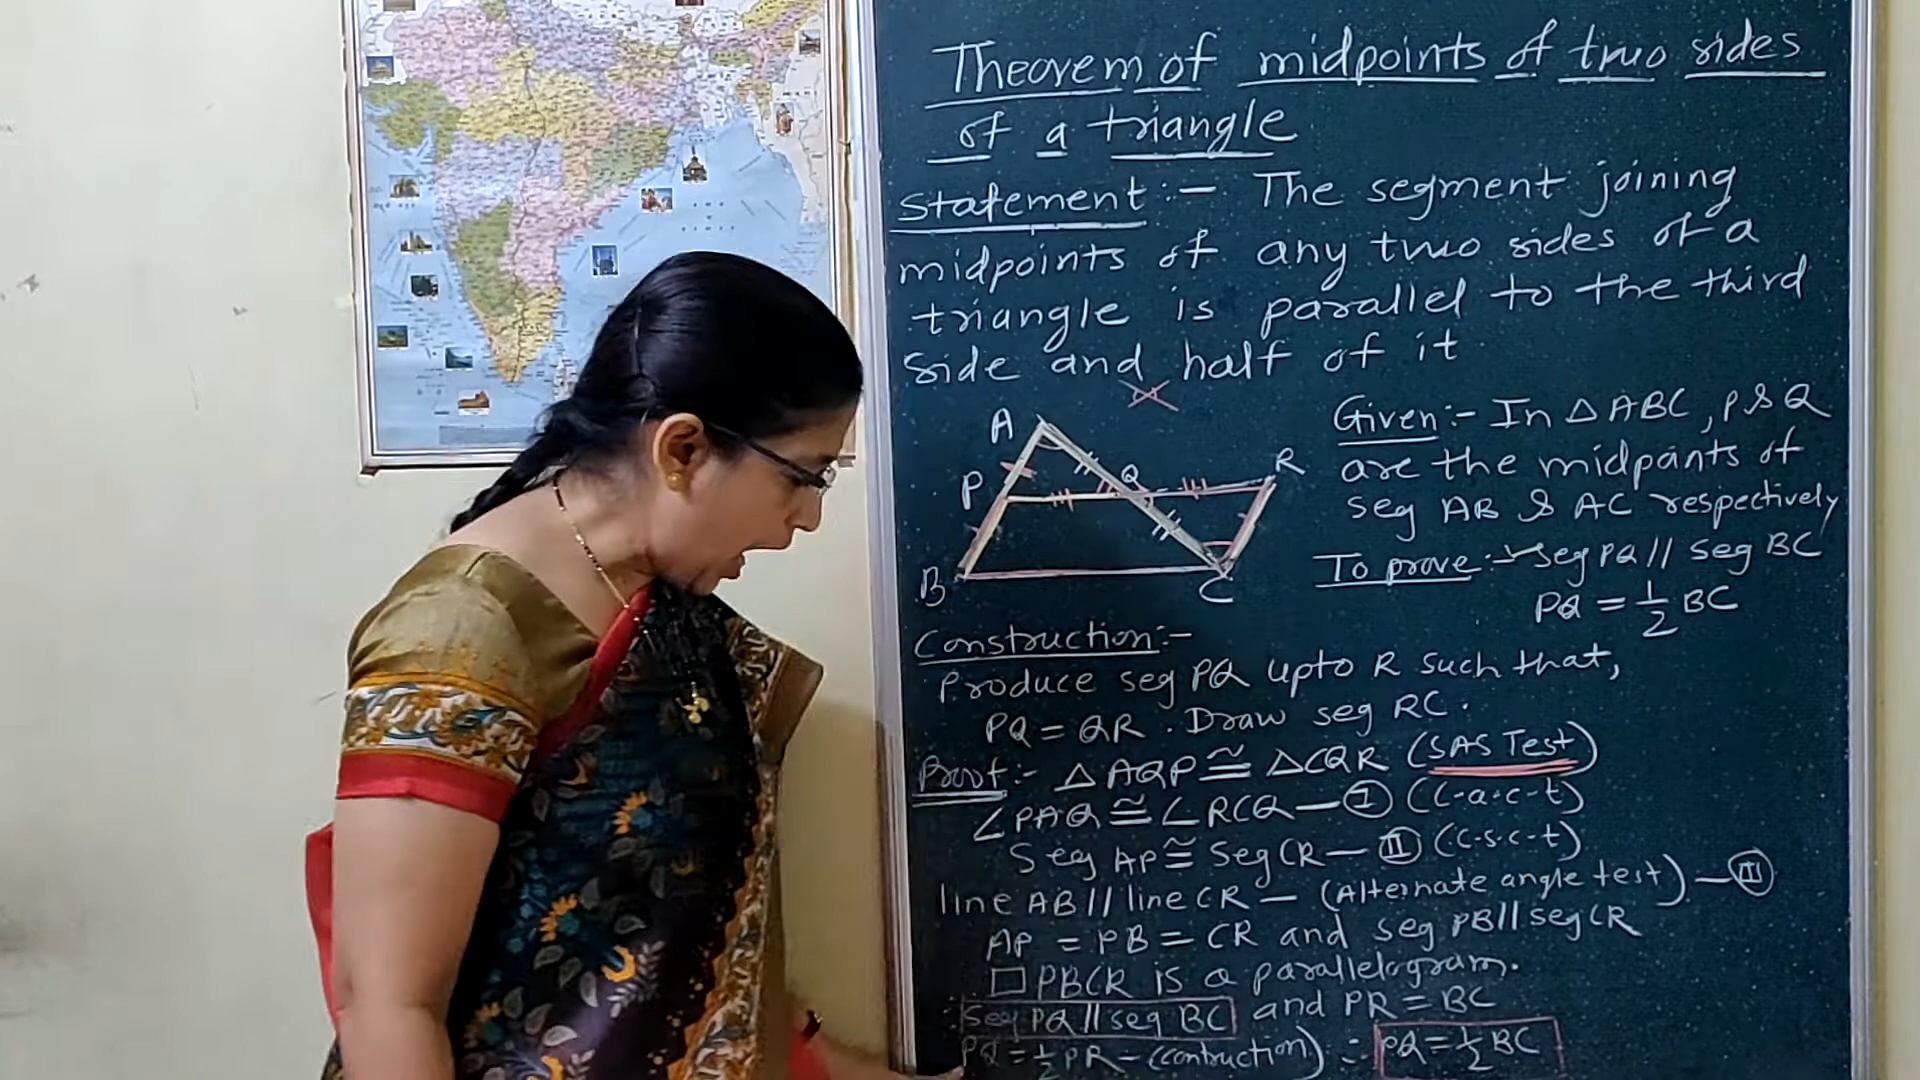 Theorem of midpoints of two sides
of a triangle
Statement :- The segment joining
midpoints of any two sides of a
triangle is parallel to the third
side and half of it
A
P
Q
R
B
C
Given :- In △ABC, P & Q
are the midpoints of
seg AB & AC respectively
To prove :- seg PQ // seg BC
PQ = 1/2 BC
Construction :-
Produce seg PQ upto R such that,
PQ = QR . Draw seg RC .
Proof :- △AQP ≅ △CQR (SAS Test)
∠PAQ ≅ ∠RCQ — I (c.a.c.t)
Seg AP ≅ Seg CR — II (c.s.c.t)
line AB // line CR — (Alternate angle test) — III
AP = PB = CR and seg PB // seg CR
□ PBCR is a parallelogram.
∴ Seg PQ // seg BC and PR = BC
PQ = 1/2 PR — (contruction) ∴ PQ = 1/2 BC